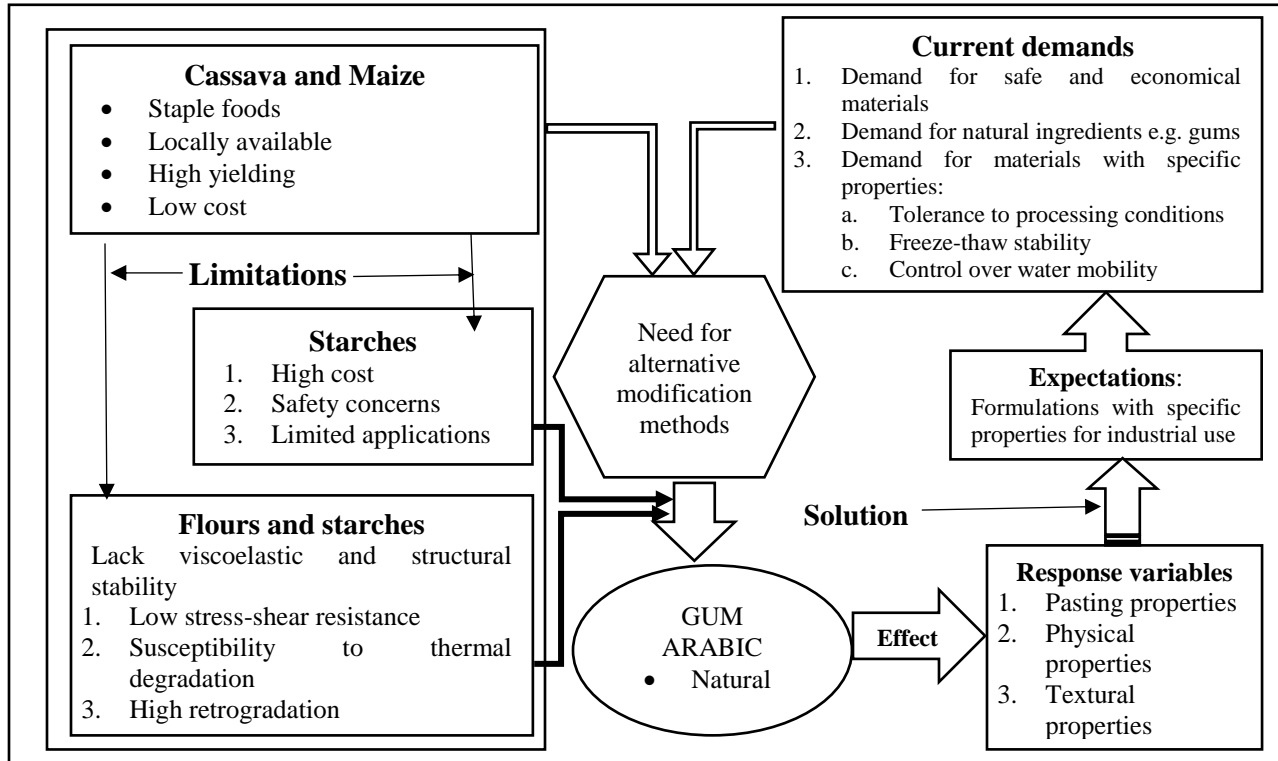 Cassava and Maize
• Staple foods
• Locally available
• High yielding
• Low cost
Limitations
Starches
1. High cost
2. Safety concerns
3. Limited applications
Flours and starches
Lack viscoelastic and structural
stability
1. Low stress-shear resistance
2. Susceptibility to thermal
degradation
3. High retrogradation
Need for
alternative
modification
methods
GUM
ARABIC
• Natural
Effect
Current demands
1. Demand for safe and economical
materials
2. Demand for natural ingredients e.g. gums
3. Demand for materials with specific
properties:
a. Tolerance to processing conditions
b. Freeze-thaw stability
c. Control over water mobility
Expectations:
Formulations with specific
properties for industrial use
Solution
Response variables
1. Pasting properties
2. Physical
properties
3. Textural
properties